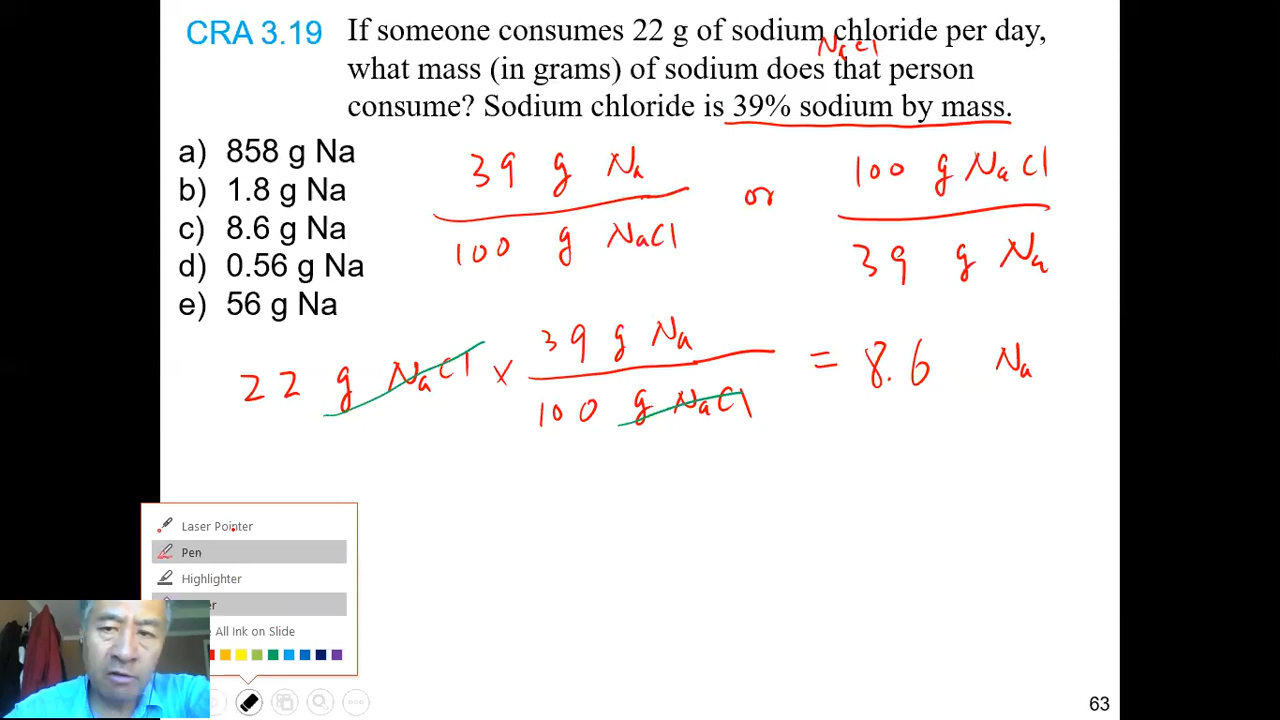 CRA 3.19
If someone consumes 22 g of sodium chloride per day,
NaCl
what mass (in grams) of sodium does that person
consume? Sodium chloride is 39% sodium by mass.
a) 858 g Na
b) 1.8 g Na
c) 8.6 g Na
d) 0.56 g Na
e) 56 g Na
39 g Na
100 g NaCl
or
100 g NaCl
39 g Na
22 g NaCl × 39 g Na = 8.6 Na
100 g NaCl
Laser Pointer
Pen
Highlighter
All Ink on Slide
63